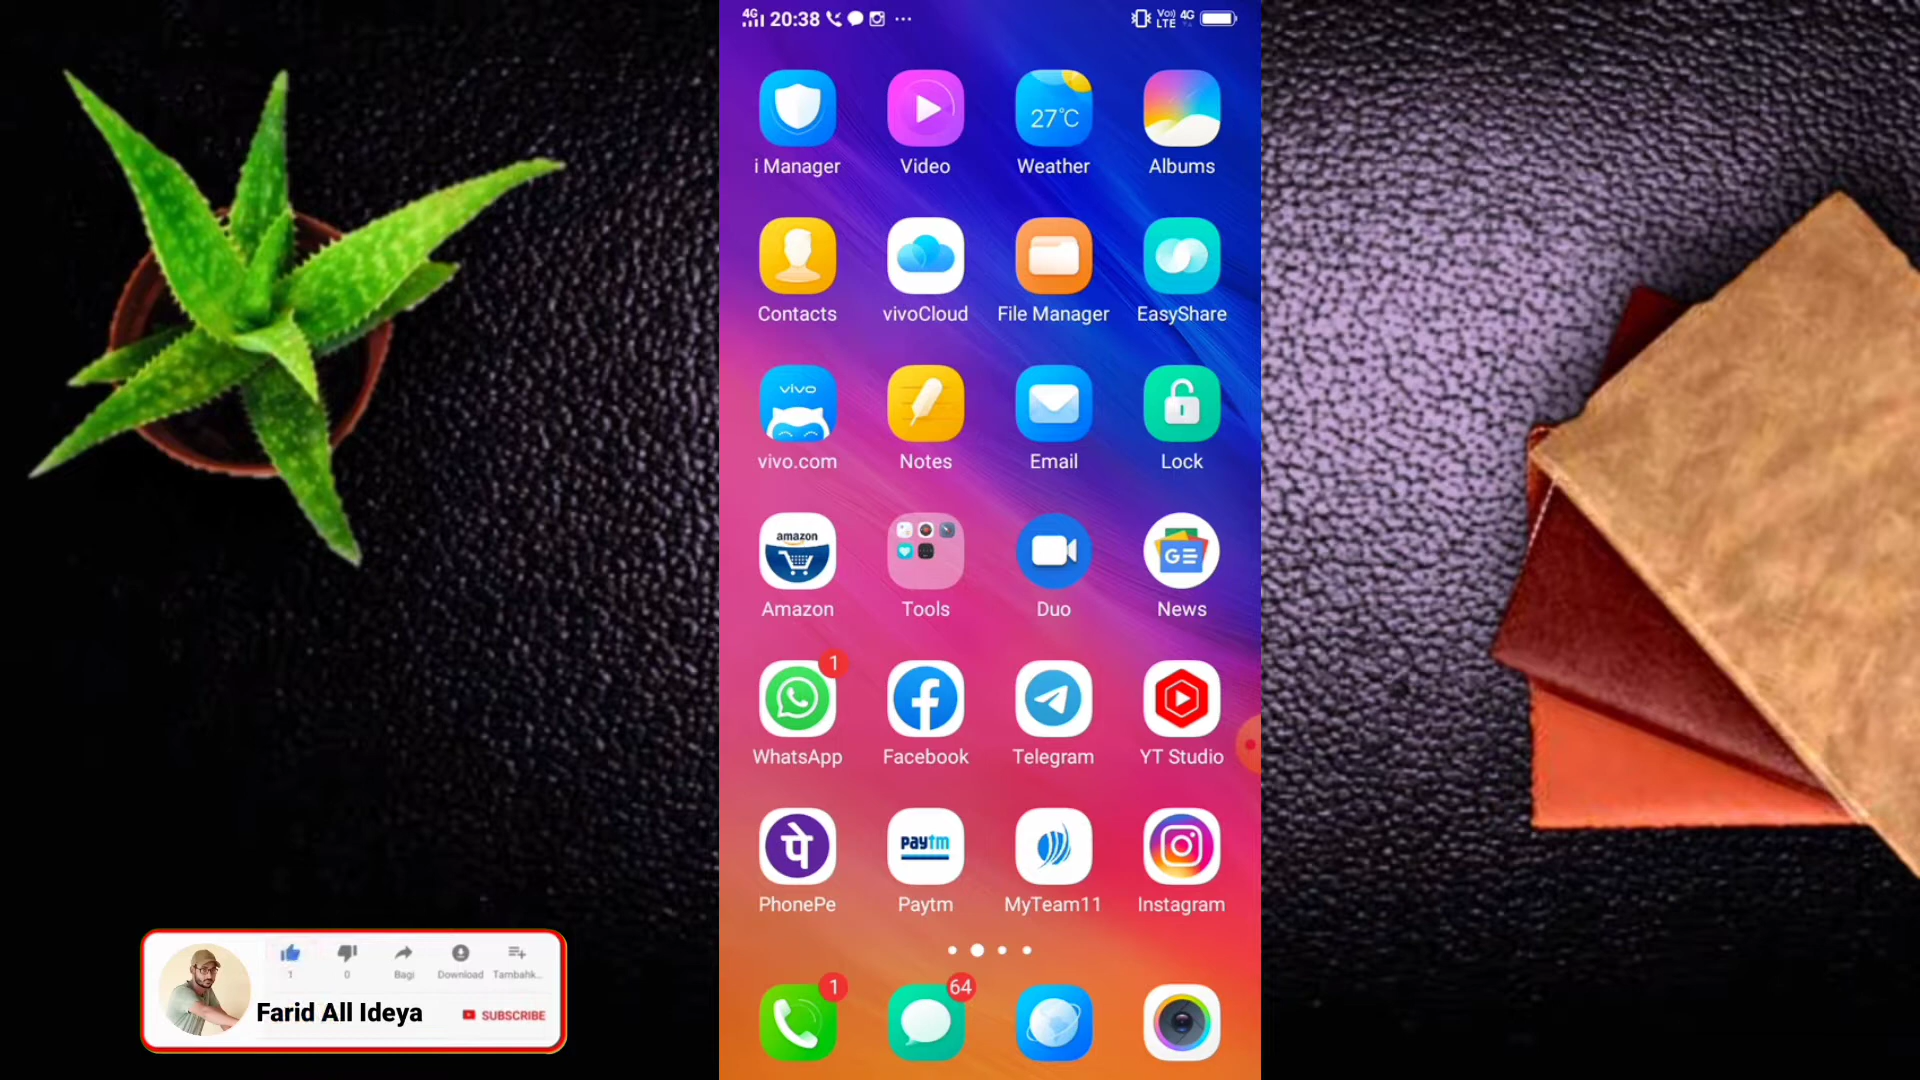 4G 20:38 ... Vo)) LTE 4G
27°C
i Manager Video Weather Albums
Contacts vivoCloud File Manager EasyShare
vivo
vivo.com Notes Email Lock
amazon
GE
Amazon Tools Duo News
1
WhatsApp Facebook Telegram YT Studio
पे paytm
PhonePe Paytm MyTeam11 Instagram
1 0 Bagi Download Tambahk...
1 64
Farid All Ideya SUBSCRIBE